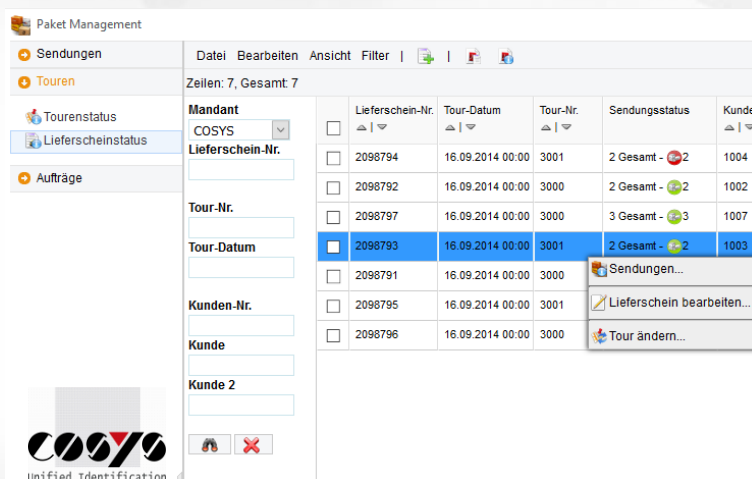 Paket Management
Sendungen
Touren
Tourenstatus
Lieferscheinstatus
Aufträge
COSYS
Unified Identification
Datei Bearbeiten Ansicht Filter | |
Zeilen: 7, Gesamt: 7
Mandant
COSYS
Lieferschein-Nr.
Tour-Nr.
Tour-Datum
Kunden-Nr.
Kunde
Kunde 2
Lieferschein-Nr. Tour-Datum Tour-Nr. Sendungsstatus Kunde
2098794 16.09.2014 00:00 3001 2 Gesamt - 2 1004
2098792 16.09.2014 00:00 3000 2 Gesamt - 2 1002
2098797 16.09.2014 00:00 3000 3 Gesamt - 3 1007
2098793 16.09.2014 00:00 3001 2 Gesamt - 2 1003
2098791 16.09.2014 00:00 3000
2098795 16.09.2014 00:00 3001
2098796 16.09.2014 00:00 3000
Sendungen...
Lieferschein bearbeiten...
Tour ändern...